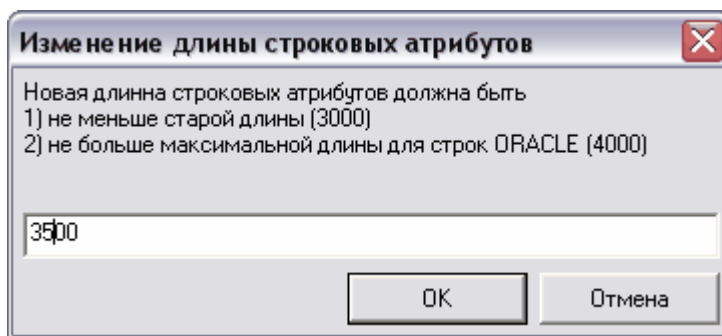 Изменение длины строковых атрибутов
Новая длинна строковых атрибутов должна быть
1) не меньше старой длины (3000)
2) не больше максимальной длины для строк ORACLE (4000)
3500
OK
Отмена